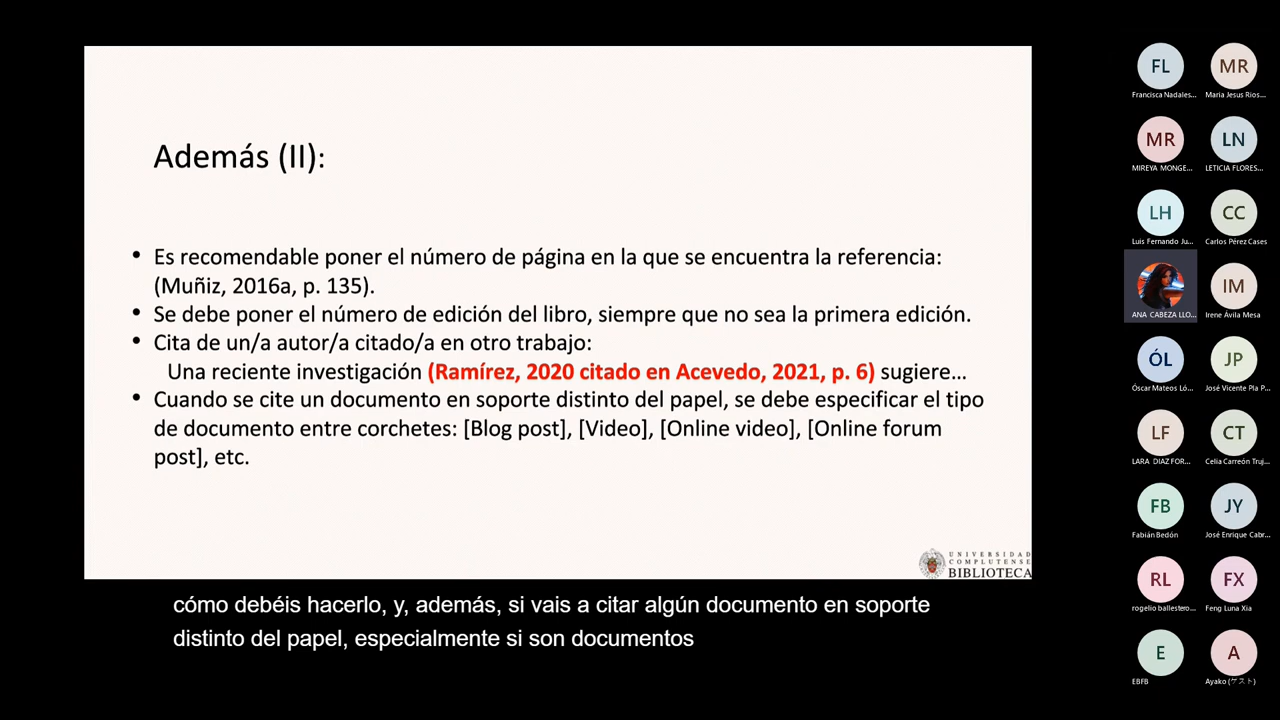 Además (II):
• Es recomendable poner el número de página en la que se encuentra la referencia:
(Muñiz, 2016a, p. 135).
• Se debe poner el número de edición del libro, siempre que no sea la primera edición.
• Cita de un/a autor/a citado/a en otro trabajo:
Una reciente investigación (Ramírez, 2020 citado en Acevedo, 2021, p. 6) sugiere…
• Cuando se cite un documento en soporte distinto del papel, se debe especificar el tipo
de documento entre corchetes: [Blog post], [Video], [Online video], [Online forum
post], etc.
UNIVERSIDAD
COMPLUTENSE
BIBLIOTECA
cómo debéis hacerlo, y, además, si vais a citar algún documento en soporte
distinto del papel, especialmente si son documentos
FL MR
Francisca Nadales... Maria Jesus Rios...
MR LN
MIREYA MONGE... LETICIA FLORES...
LH CC
Luis Fernando Ju... Carlos Pérez Cases
IM
ANA CABEZA LLO... Irene Ávila Mesa
ÓL JP
Óscar Mateos Ló... José Vicente Pla P...
LF CT
LARA DIAZ FOR... Celia Carreón Truj...
FB JY
Fabián Bedón José Enrique Cabr...
RL FX
rogelio ballestero... Feng Luna Xia
E A
EBFB Ayako (ゲスト)